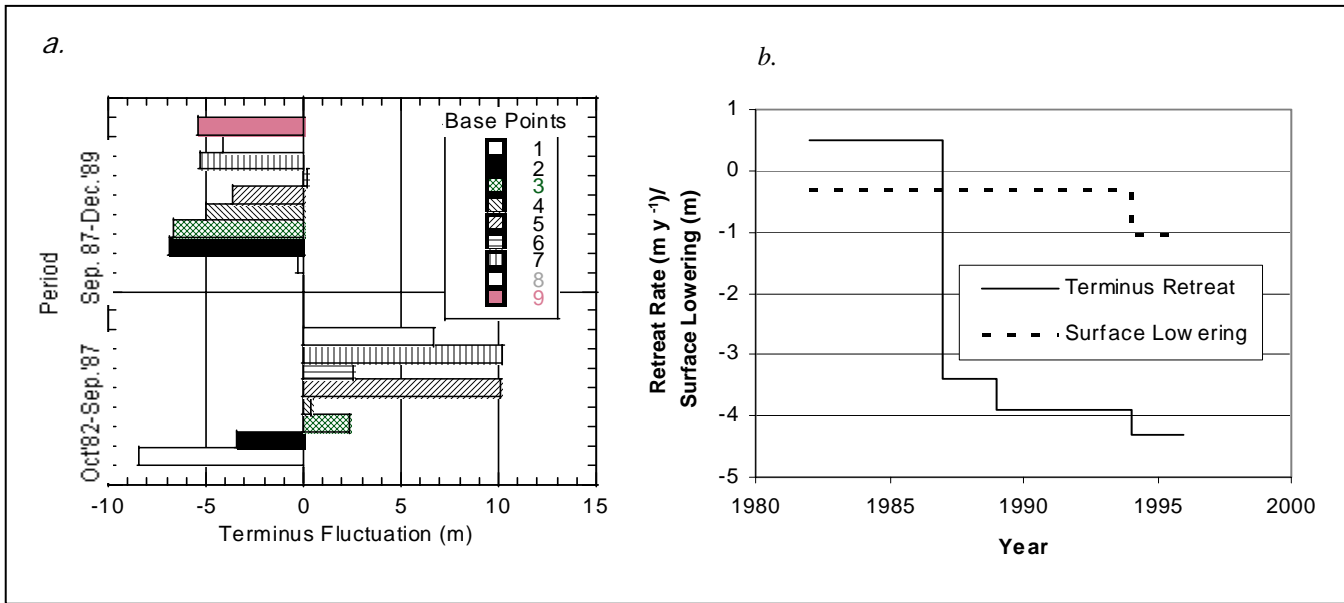 a.
Period
Sep. 87-Dec.'89
Oct'82-Sep.'87
Base Points
1
2
3
4
5
6
7
8
9
-10 -5 0 5 10 15
Terminus Fluctuation (m)
b.
Retreat Rate (m y -1)/
Surface Lowering (m)
1
0
-1
-2
-3
-4
-5
Terminus Retreat
Surface Lowering
1980 1985 1990 1995 2000
Year